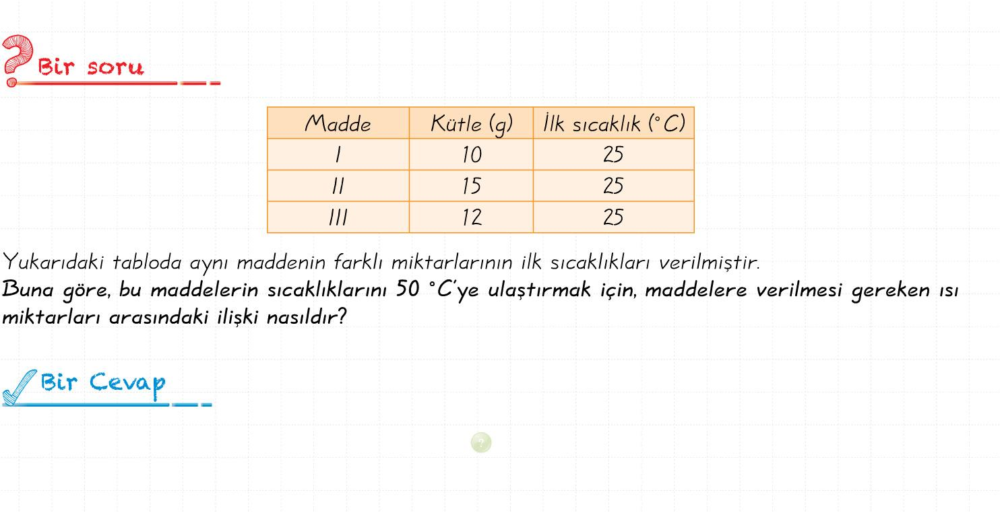 ?
Bir soru
Madde Kütle (g) İlk sıcaklık (°C)
I 10 25
II 15 25
III 12 25
Yukarıdaki tabloda aynı maddenin farklı miktarlarının ilk sıcaklıkları verilmiştir.
Buna göre, bu maddelerin sıcaklıklarını 50 °C'ye ulaştırmak için, maddelere verilmesi gereken ısı
miktarları arasındaki ilişki nasıldır?
Bir Cevap
?